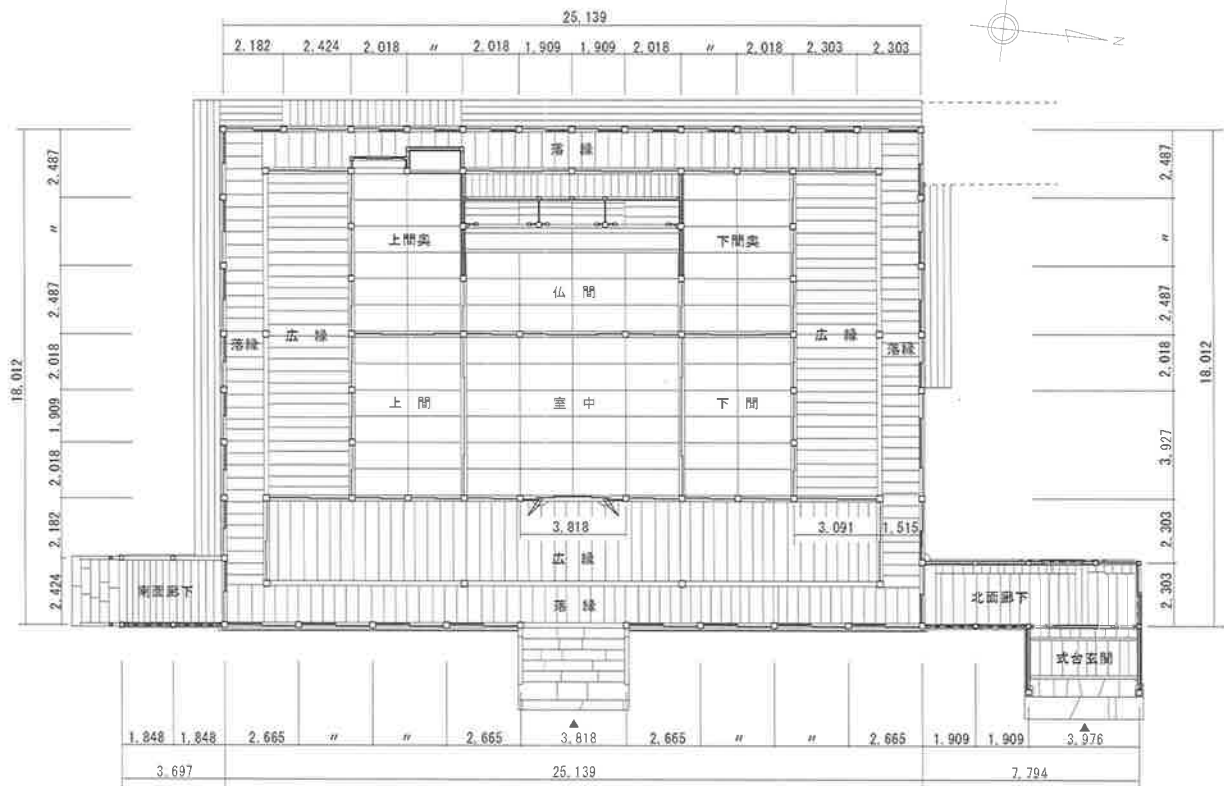 25,139
2,182 2,424 2,018 〃 2,018 1,909 1,909 2,018 〃 2,018 2,303 2,303
N
18,012
2,487
〃
2,487
2,018
1,909
2,018
2,182
2,424
落縁
上間奥
下間奥
仏間
落縁
広縁
広縁
落縁
上間
室中
下間
3,818
3,091
1,515
広縁
落縁
南面廊下
北面廊下
式台玄関
2,487
〃
2,487
2,018
3,927
2,303
2,303
18,012
1,848 1,848 2,665 〃 〃 2,665 3,818 2,665 〃 〃 2,665 1,909 1,909 3,976
3,697 25,139 7,794